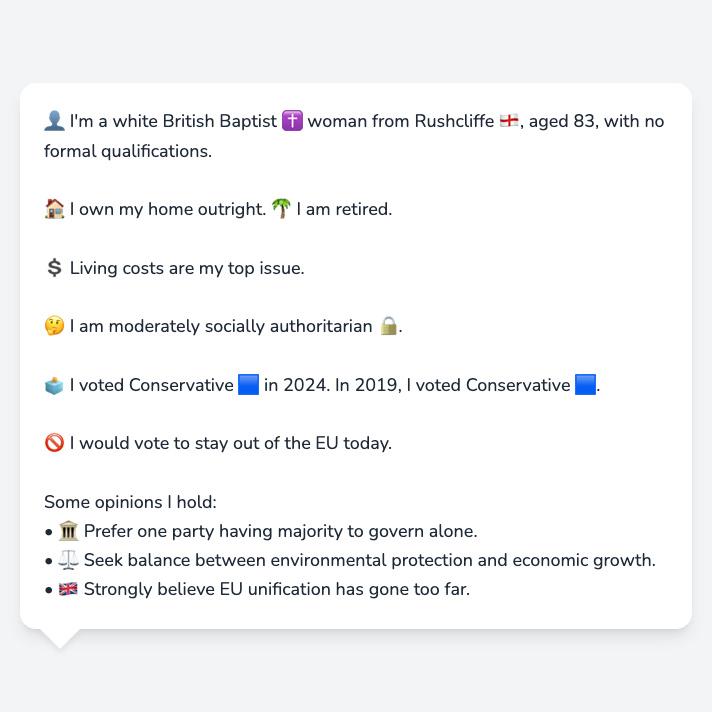 👤 I'm a white British Baptist ✝️ woman from Rushcliffe 🏴󠁧󠁢󠁥󠁮󠁧󠁿, aged 83, with no
formal qualifications.
🏠 I own my home outright. 🌴 I am retired.
💲 Living costs are my top issue.
🤔 I am moderately socially authoritarian 🔒.
🗳️ I voted Conservative 🟦 in 2024. In 2019, I voted Conservative 🟦.
🚫 I would vote to stay out of the EU today.
Some opinions I hold:
• 🏛️ Prefer one party having majority to govern alone.
• ⚖️ Seek balance between environmental protection and economic growth.
• 🇬🇧 Strongly believe EU unification has gone too far.